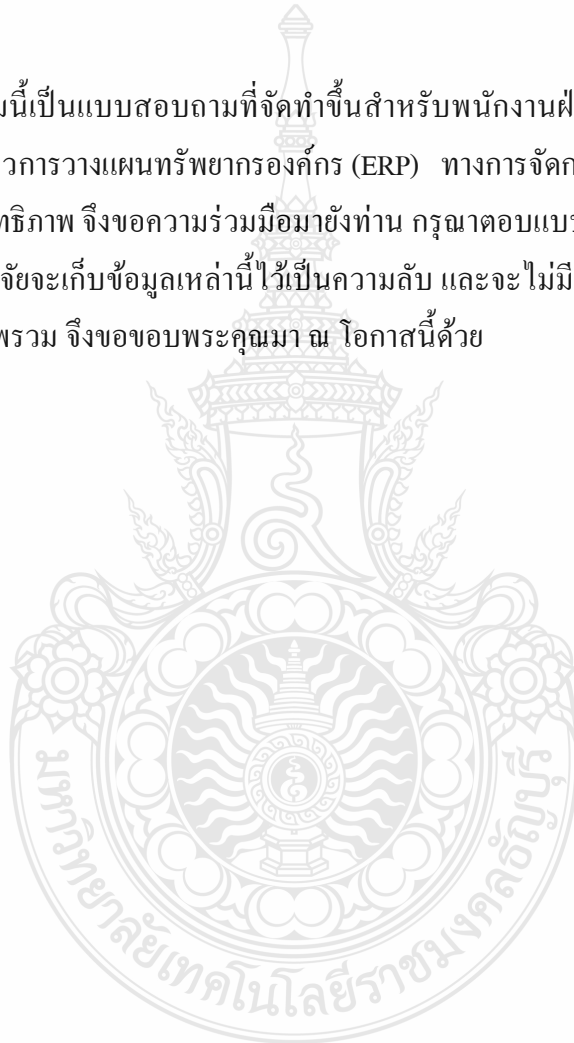 มนี้เป็นแบบสอบถามที่จัดทำขึ้นสำหรับพนักงานฝ่
วการวางแผนทรัพยากรองค์กร (ERP) ทางการจัดก
ทธิภาพ จึงขอความร่วมมือมายังท่าน กรุณาตอบแบบ
จัยจะเก็บข้อมูลเหล่านี้ไว้เป็นความลับ และจะไม่มี
พรวม จึงขอขอบพระคุณมา ณ โอกาสนี้ด้วย
มหาวิทยาลัยเทคโนโลยีราชมงคลธัญบุรี